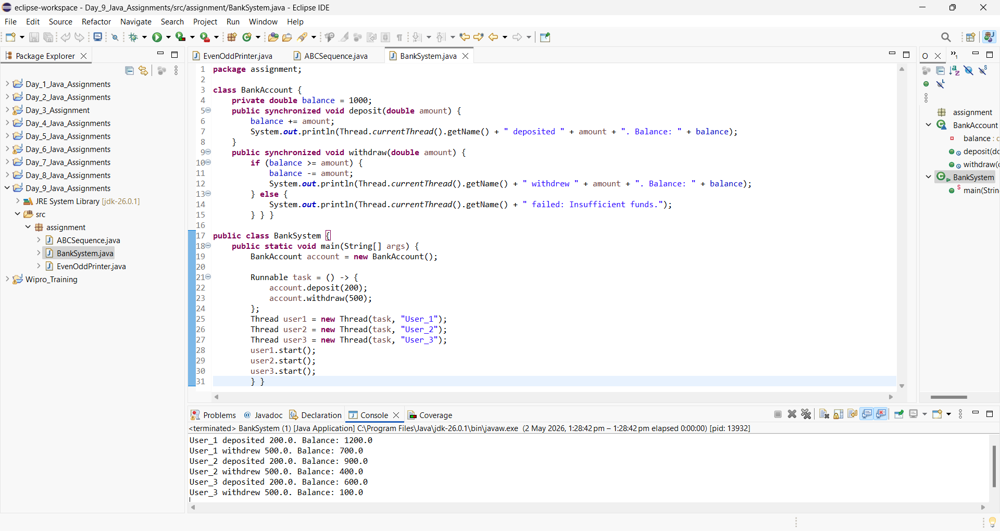 eclipse-workspace - Day_9_Java_Assignments/src/assignment/BankSystem.java - Eclipse IDE
File Edit Source Refactor Navigate Search Project Run Window Help
Package Explorer
Day_1_Java_Assignments
Day_2_Java_Assignments
Day_3_Assignment
Day_4_Java_Assignments
Day_5_Java_Assignments
Day_6_Java_Assignments
Day_7_Java_Assignments
Day_8_Java_Assignments
Day_9_Java_Assignments
JRE System Library [jdk-26.0.1]
src
assignment
ABCSequence.java
BankSystem.java
EvenOddPrinter.java
Wipro_Training
EvenOddPrinter.java ABCSequence.java BankSystem.java
1 package assignment;
2
3 class BankAccount {
4     private double balance = 1000;
5     public synchronized void deposit(double amount) {
6         balance += amount;
7         System.out.println(Thread.currentThread().getName() + " deposited " + amount + ". Balance: " + balance);
8     }
9     public synchronized void withdraw(double amount) {
10         if (balance >= amount) {
11             balance -= amount;
12             System.out.println(Thread.currentThread().getName() + " withdrew " + amount + ". Balance: " + balance);
13         } else {
14             System.out.println(Thread.currentThread().getName() + " failed: Insufficient funds.");
15         } } }
16
17 public class BankSystem {
18     public static void main(String[] args) {
19         BankAccount account = new BankAccount();
20
21         Runnable task = () -> {
22             account.deposit(200);
23             account.withdraw(500);
24         };
25         Thread user1 = new Thread(task, "User_1");
26         Thread user2 = new Thread(task, "User_2");
27         Thread user3 = new Thread(task, "User_3");
28         user1.start();
29         user2.start();
30         user3.start();
31         } }
O
assignment
BankAccount
balance :
deposit(do
withdraw(
BankSystem
main(Strin
Problems @ Javadoc Declaration Console Coverage
<terminated> BankSystem (1) [Java Application] C:\Program Files\Java\jdk-26.0.1\bin\javaw.exe (2 May 2026, 1:28:42 pm – 1:28:42 pm elapsed 0:00:00) [pid: 13932]
User_1 deposited 200.0. Balance: 1200.0
User_1 withdrew 500.0. Balance: 700.0
User_2 deposited 200.0. Balance: 900.0
User_2 withdrew 500.0. Balance: 400.0
User_3 deposited 200.0. Balance: 600.0
User_3 withdrew 500.0. Balance: 100.0